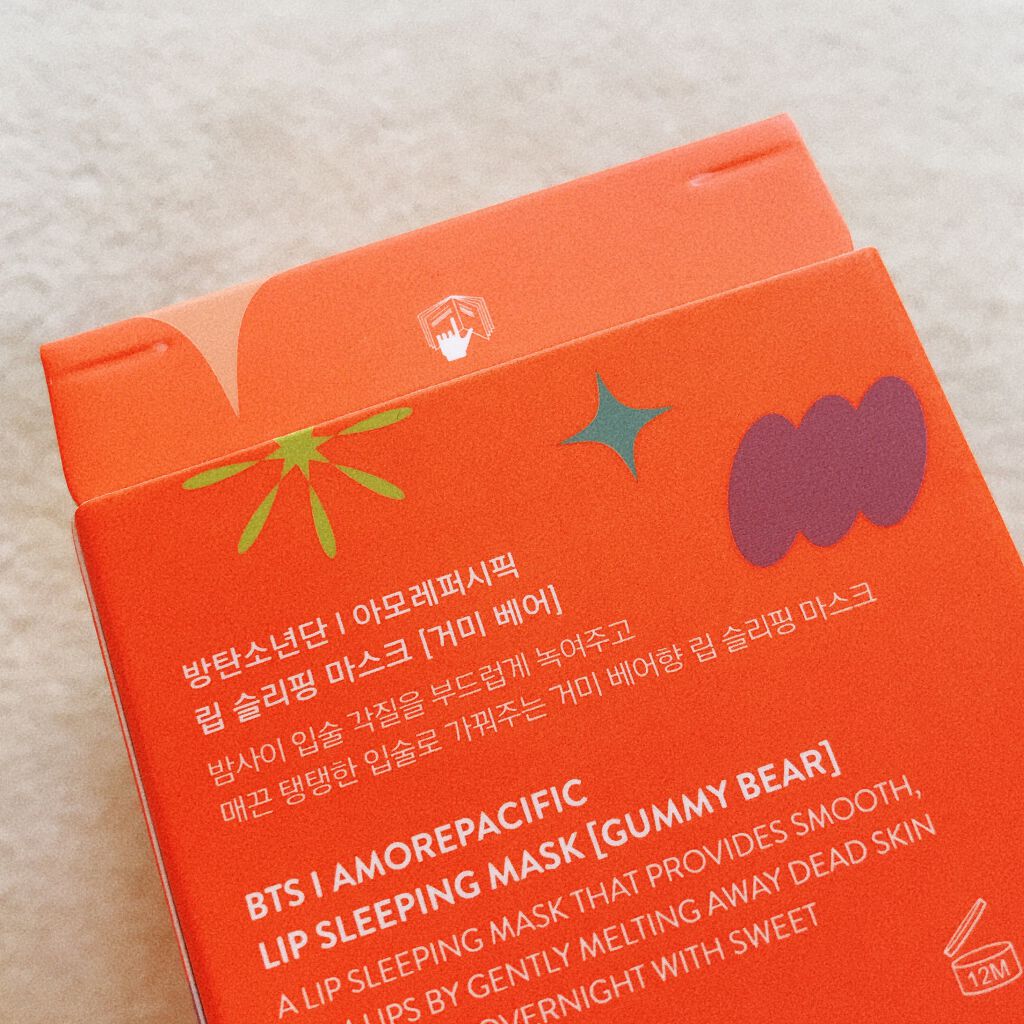 방탄소년단 | 아모레퍼시픽
립 슬리핑 마스크 [거미 베어]
밤사이 입술 각질을 부드럽게 녹여주고
매끈 탱탱한 입술로 가꿔주는 거미 베어향 립 슬리핑 마스크
BTS | AMOREPACIFIC
LIP SLEEPING MASK [GUMMY BEAR]
A LIP SLEEPING MASK THAT PROVIDES SMOOTH,
LIPS BY GENTLY MELTING AWAY DEAD SKIN
OVERNIGHT WITH SWEET
12M